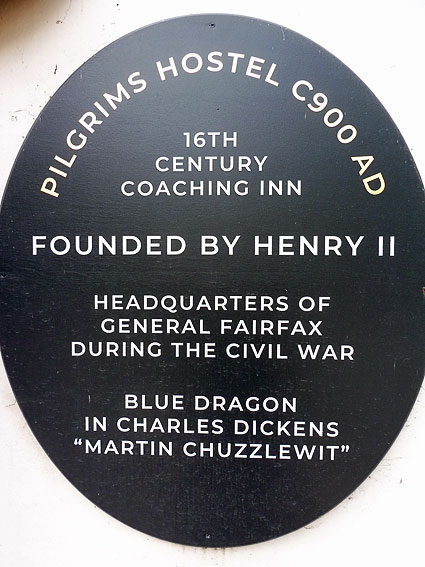 PILGRIMS HOSTEL C900 AD
16TH
CENTURY
COACHING INN
FOUNDED BY HENRY II
HEADQUARTERS OF
GENERAL FAIRFAX
DURING THE CIVIL WAR
BLUE DRAGON
IN CHARLES DICKENS
“MARTIN CHUZZLEWIT”